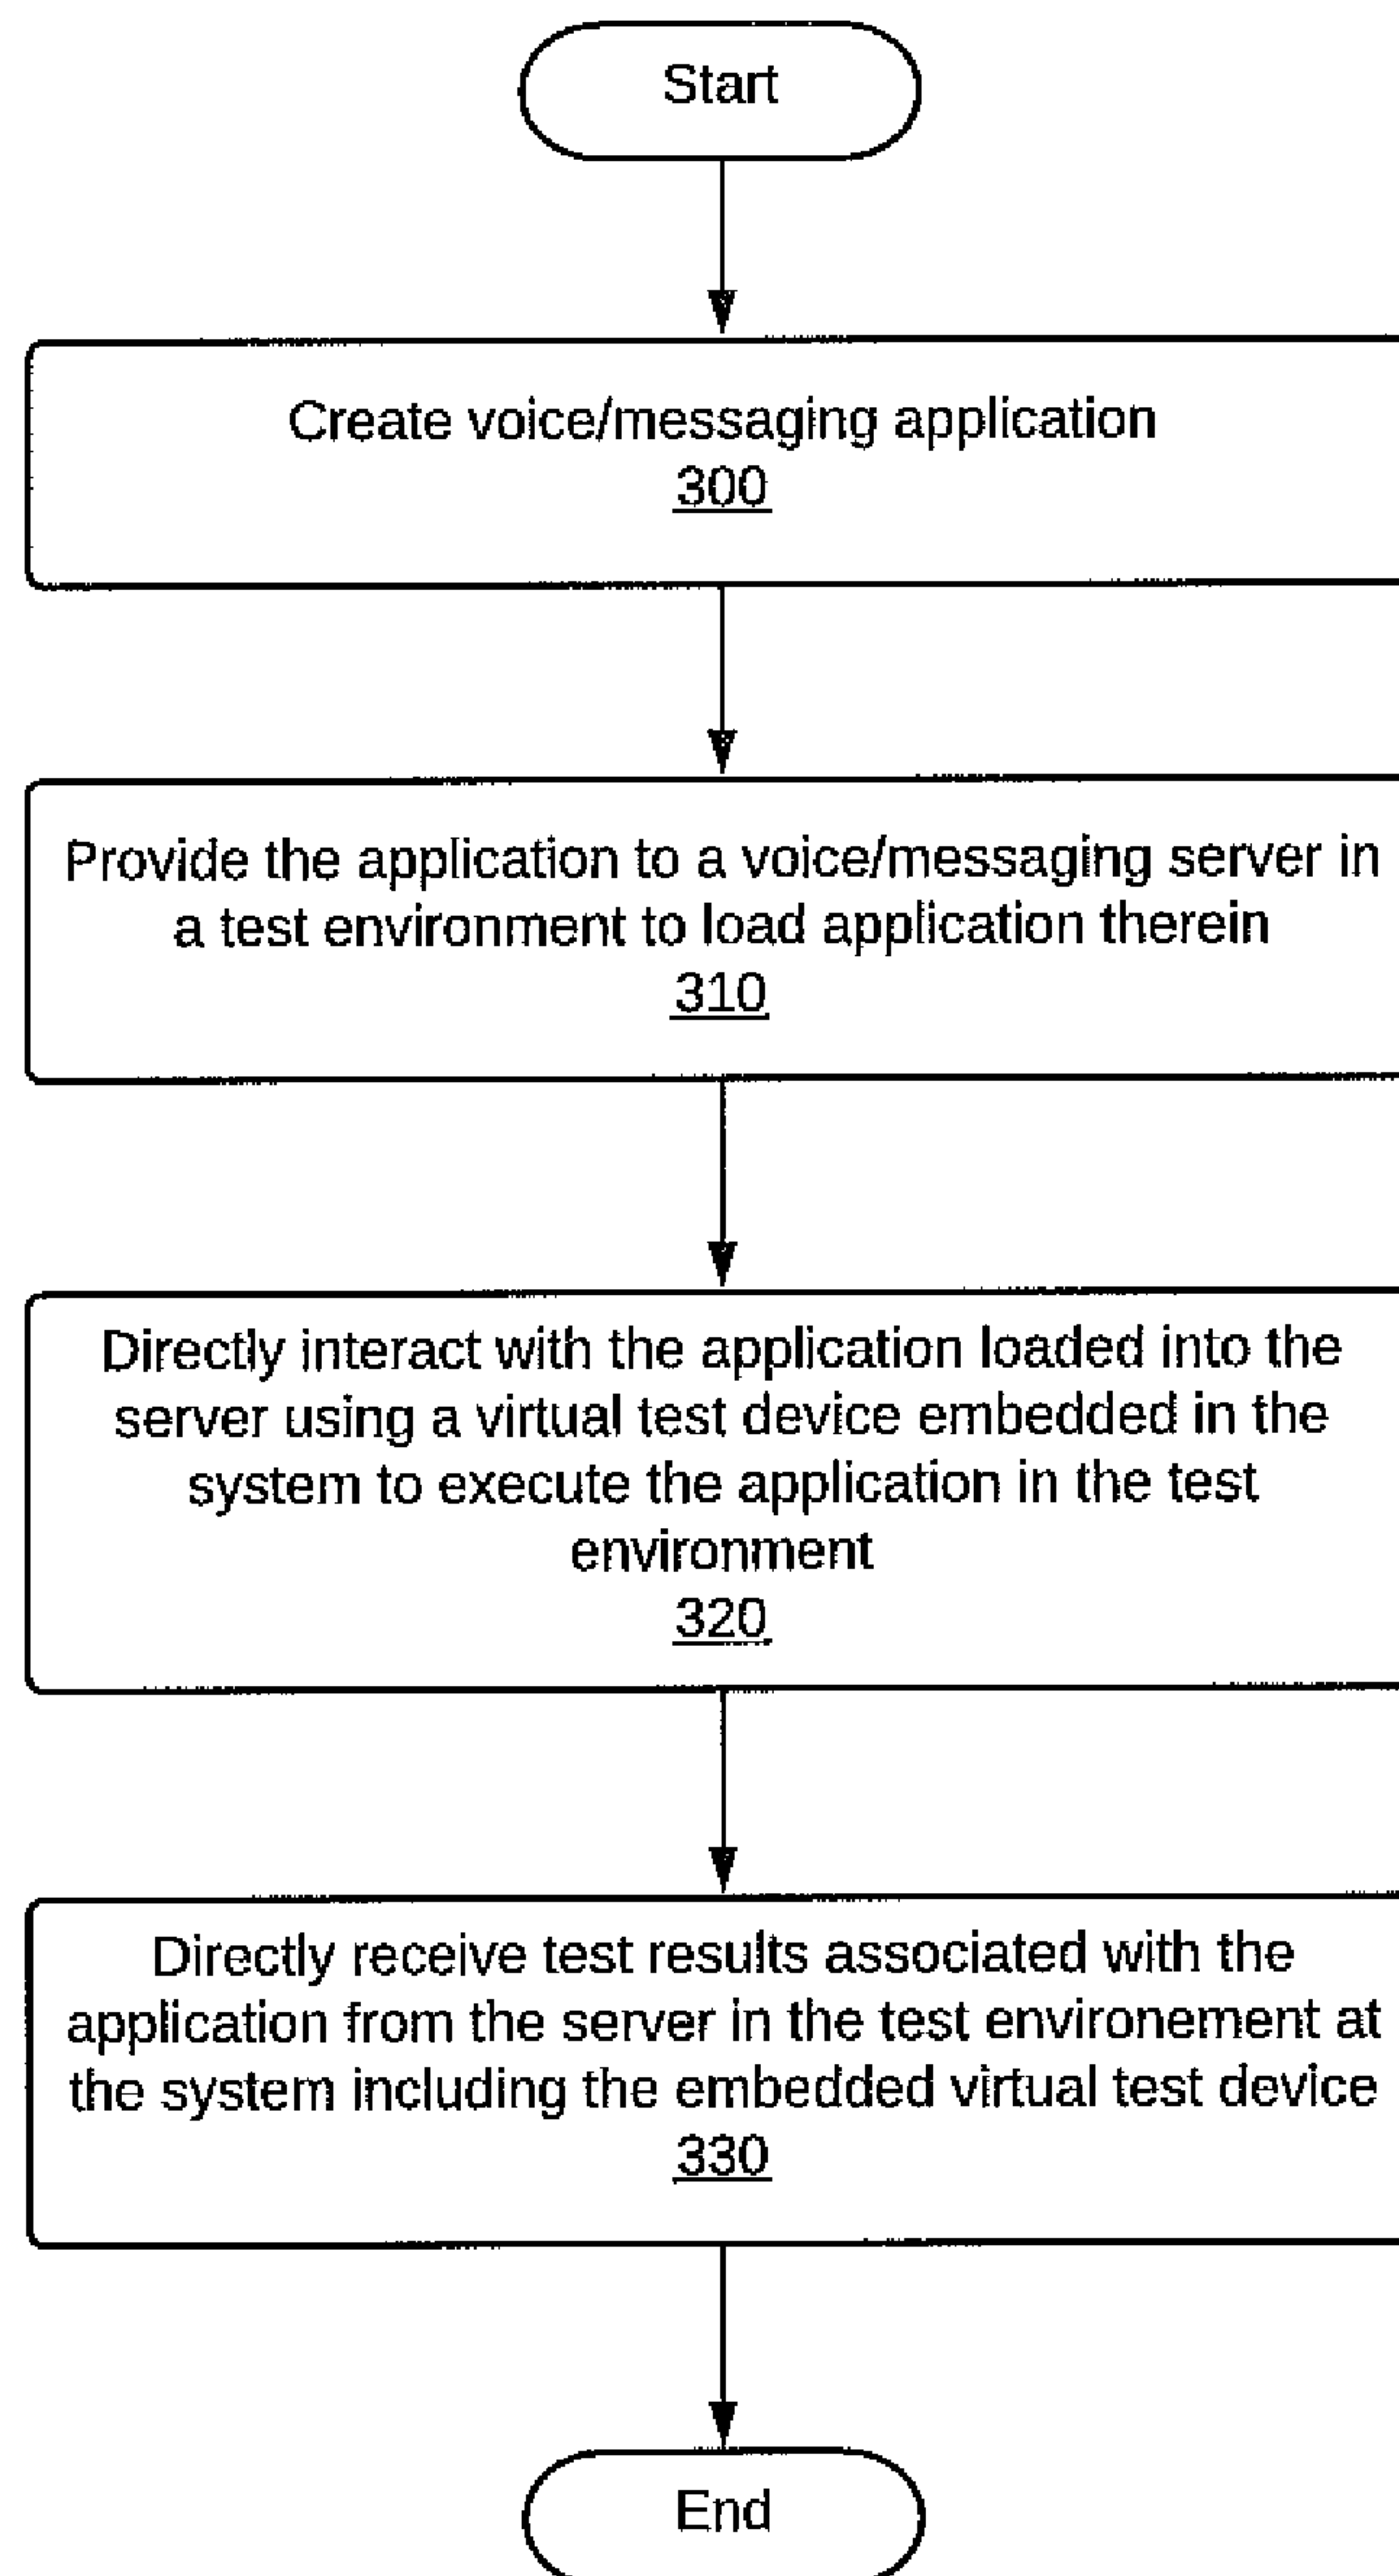 Start
Create voice/messaging application
300
Provide the application to a voice/messaging server in
a test environment to load application therein
310
Directly interact with the application loaded into the
server using a virtual test device embedded in the
system to execute the application in the test
environment
320
Directly receive test results associated with the
application from the server in the test environement at
the system including the embedded virtual test device
330
End